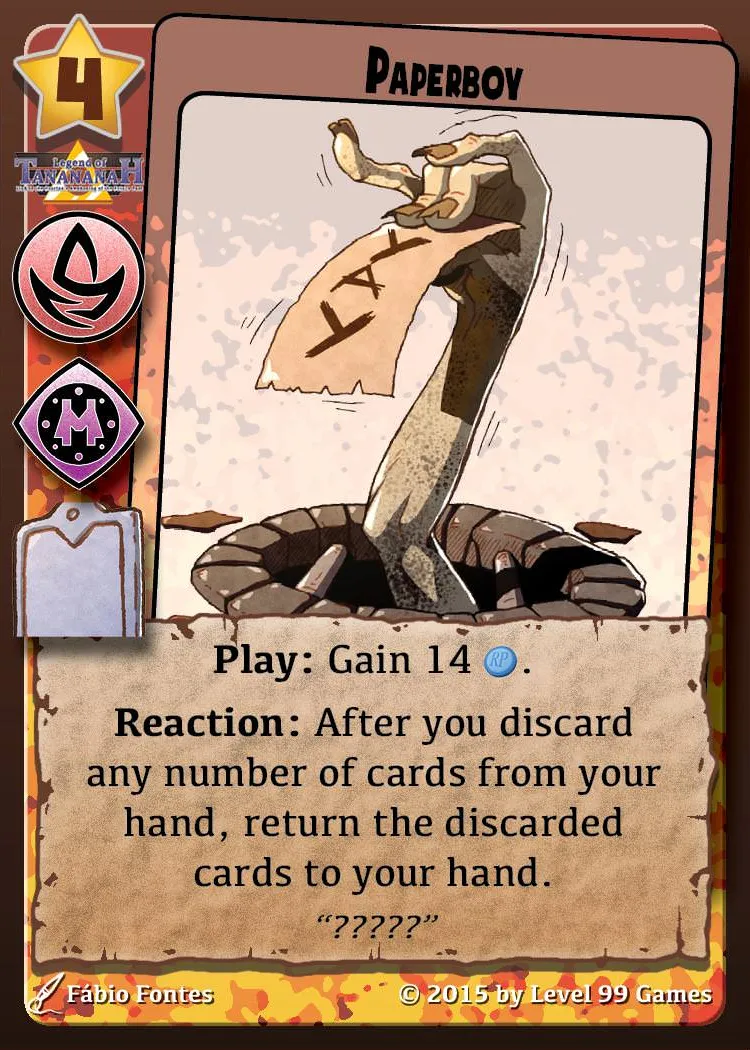 4
PAPERBOY
Legend of
TANANANAH
M
Play: Gain 14 RP.
Reaction: After you discard
any number of cards from your
hand, return the discarded
cards to your hand.
“?????”
Fábio Fontes
© 2015 by Level 99 Games